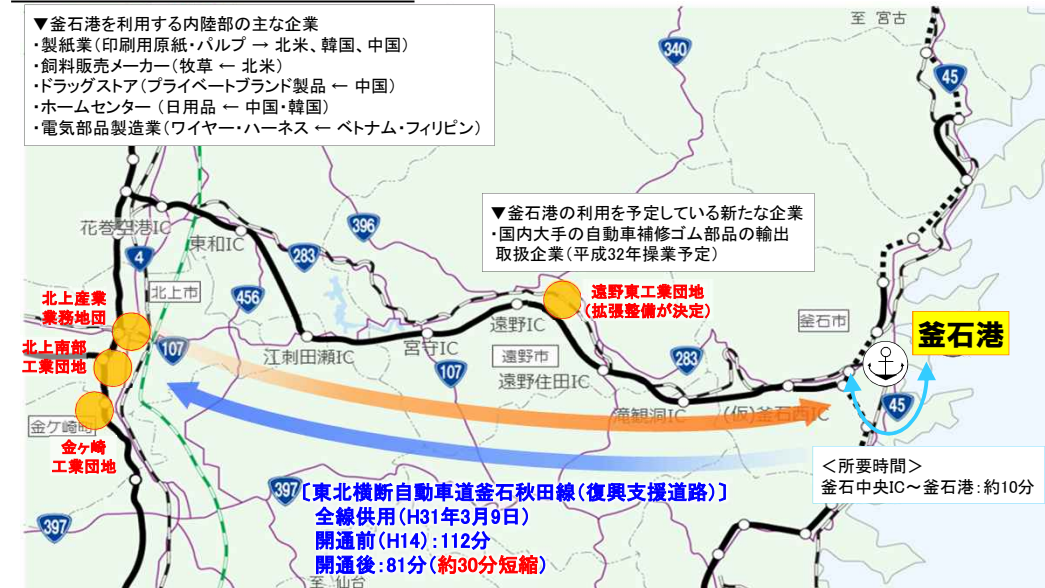 ▼釜石港を利用する内陸部の主な企業
・製紙業(印刷用原紙・パルプ → 北米、韓国、中国)
・飼料販売メーカー(牧草 ← 北米)
・ドラッグストア(プライベートブランド製品 ← 中国)
・ホームセンター (日用品 ← 中国・韓国)
・電気部品製造業(ワイヤー・ハーネス ← ベトナム・フィリピン)
至 宮古
340
45
▼釜石港の利用を予定している新たな企業
・国内大手の自動車補修ゴム部品の輸出
取扱企業(平成32年操業予定)
花巻空港IC
東和IC
396
4
283
北上市
456
北上産業
業務地団
遠野東工業団地
(拡張整備が決定)
遠野IC
釜石市
釜石港
北上南部
工業団地
107
江刺田瀬IC
宮守IC
遠野市
283
107
遠野住田IC
滝観洞IC
(仮)釜石西IC
45
金ケ崎町
金ヶ崎
工業団地
<所要時間>
釜石中央IC～釜石港:約10分
397
[東北横断自動車道釜石秋田線(復興支援道路)]
397
全線供用(H31年3月9日)
開通前(H14):112分
開通後:81分(約30分短縮)
至 仙台